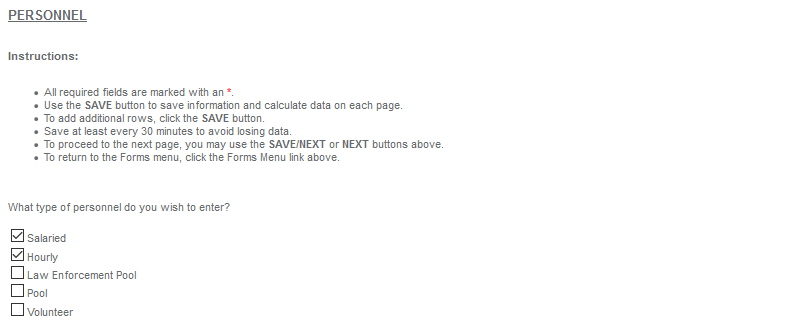 PERSONNEL
Instructions:
All required fields are marked with an *.
Use the SAVE button to save information and calculate data on each page.
To add additional rows, click the SAVE button.
Save at least every 30 minutes to avoid losing data.
To proceed to the next page, you may use the SAVE/NEXT or NEXT buttons above.
To return to the Forms menu, click the Forms Menu link above.
What type of personnel do you wish to enter?
Salaried
Hourly
Law Enforcement Pool
Pool
Volunteer